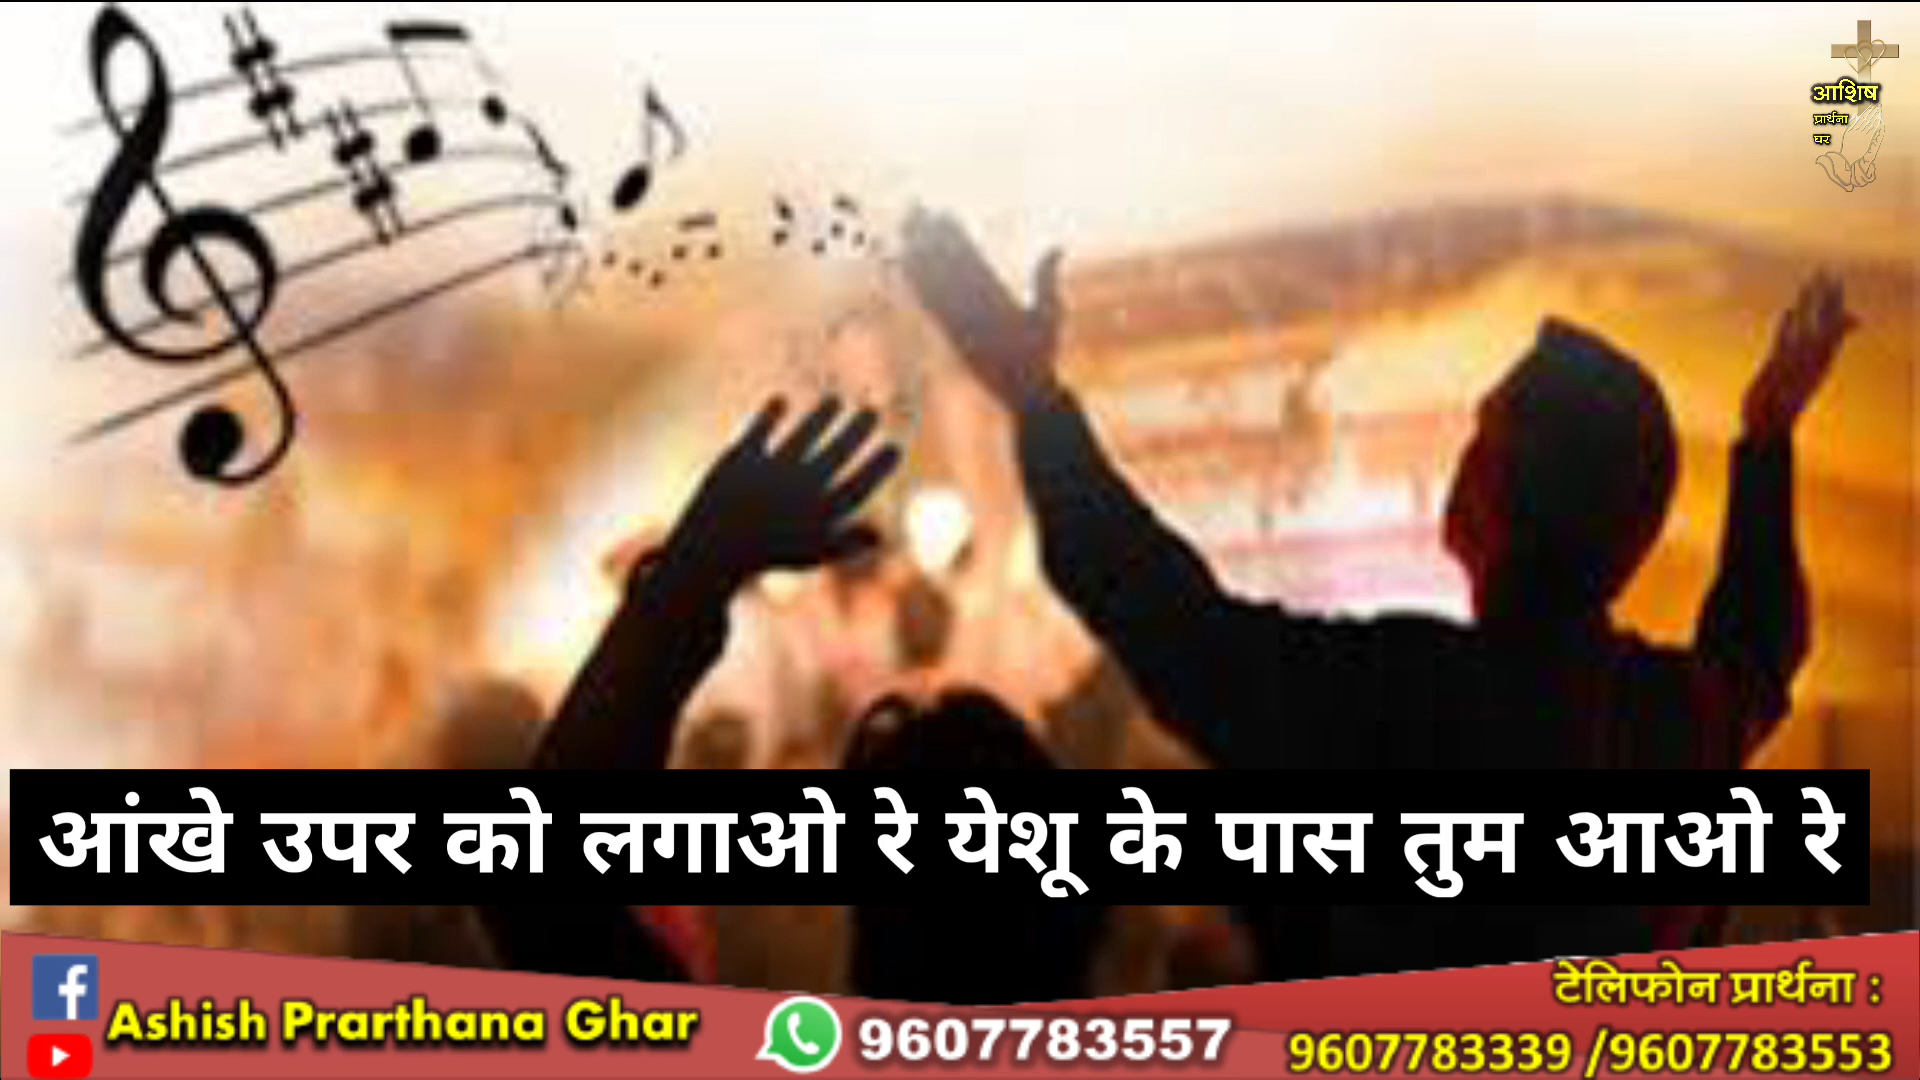 आशिष
प्रार्थना
घर
आंखे उपर को लगाओ रे येशू के पास तुम आओ रे
Ashish Prarthana Ghar
9607783557
टेलिफोन प्रार्थना :
9607783339 /9607783553